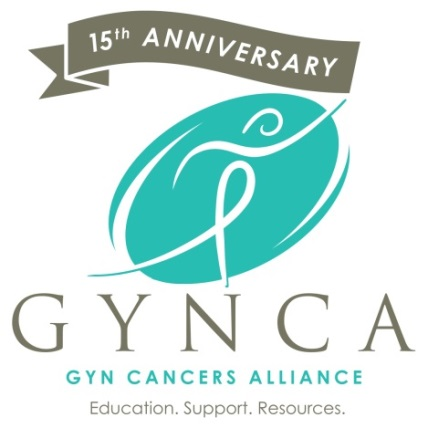 15th ANNIVERSARY
GYNCA
GYN CANCERS ALLIANCE
Education. Support. Resources.